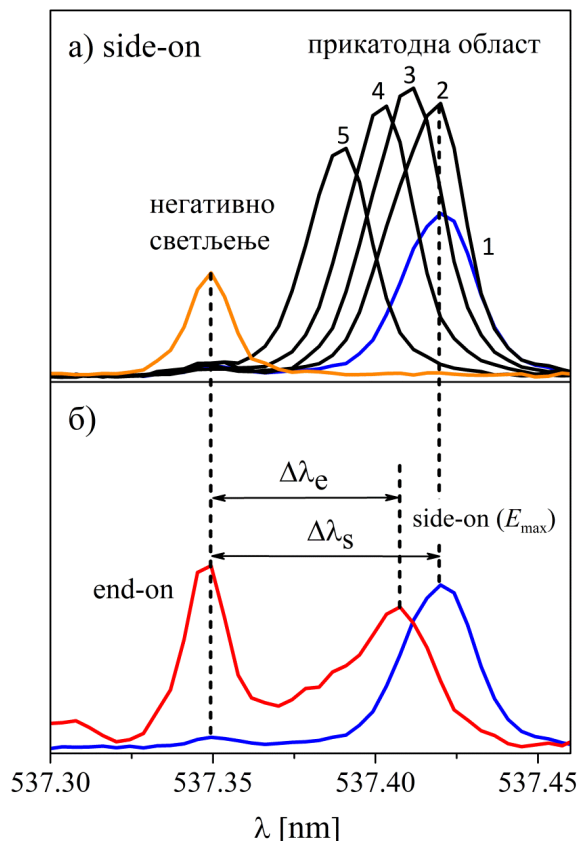 а) side-on
прикатодна област
3
2
4
5
1
негативно
светљење
б)
Δλe
side-on (Emax)
Δλs
end-on
537.30
537.35
537.40
537.45
λ [nm]